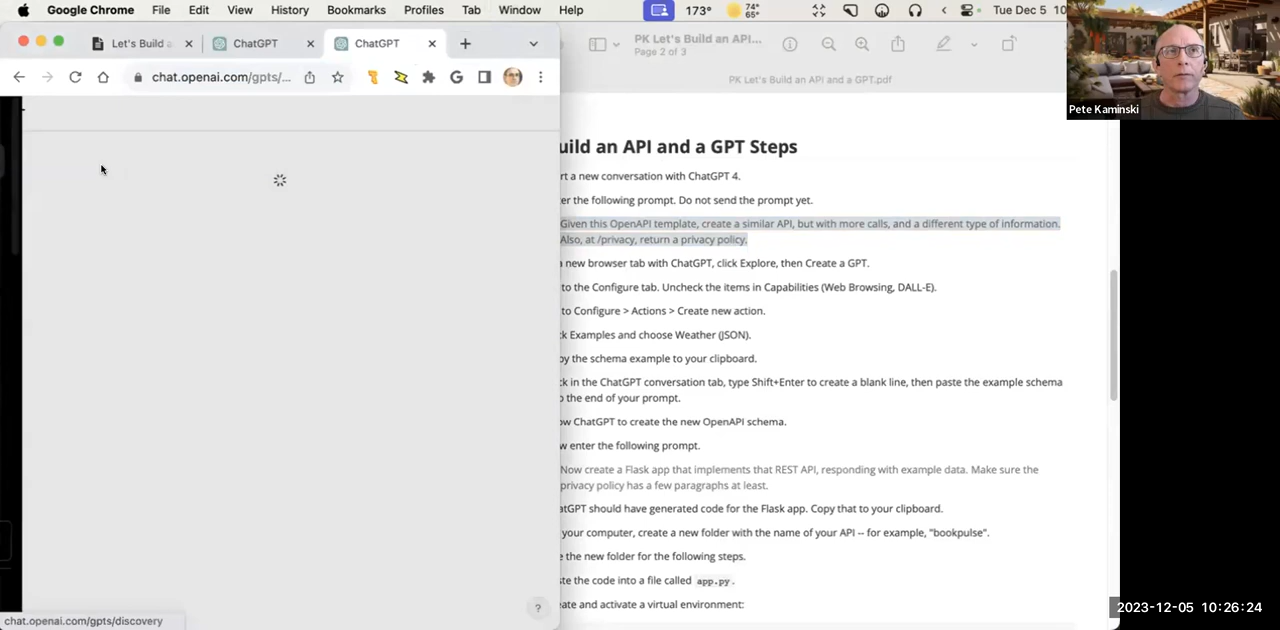 Google Chrome File Edit View History Bookmarks Profiles Tab Window Help 173° 74° 65° Tue Dec 5 10
Let's Build a ChatGPT ChatGPT
PK Let's Build an API...
Page 2 of 3
chat.openai.com/gpts/...
PK Let's Build an API and a GPT.pdf
Pete Kaminski
uild an API and a GPT Steps
rt a new conversation with ChatGPT 4.
er the following prompt. Do not send the prompt yet.
Given this OpenAPI template, create a similar API, but with more calls, and a different type of information.
Also, at /privacy, return a privacy policy.
a new browser tab with ChatGPT, click Explore, then Create a GPT.
to the Configure tab. Uncheck the items in Capabilities (Web Browsing, DALL-E).
to Configure > Actions > Create new action.
ck Examples and choose Weather (JSON).
py the schema example to your clipboard.
ck in the ChatGPT conversation tab, type Shift+Enter to create a blank line, then paste the example schema
o the end of your prompt.
ow ChatGPT to create the new OpenAPI schema.
w enter the following prompt.
Now create a Flask app that implements that REST API, responding with example data. Make sure the
privacy policy has a few paragraphs at least.
atGPT should have generated code for the Flask app. Copy that to your clipboard.
your computer, create a new folder with the name of your API -- for example, "bookpulse".
e the new folder for the following steps.
ste the code into a file called app.py.
eate and activate a virtual environment:
?
chat.openai.com/gpts/discovery
2023-12-05 10:26:24